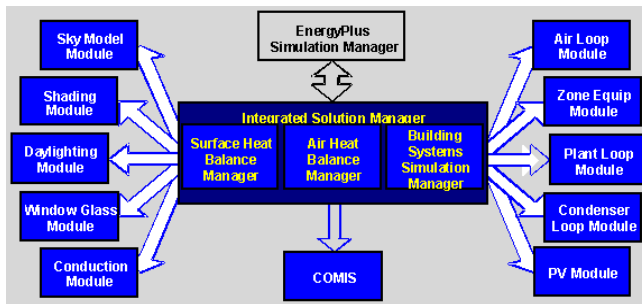 EnergyPlus
Simulation Manager
Sky Model
Module
Shading
Module
Daylighting
Module
Window Glass
Module
Conduction
Module
Integrated Solution Manager
Surface Heat
Balance
Manager
Air Heat
Balance
Manager
Building
Systems
Simulation
Manager
COMIS
Air Loop
Module
Zone Equip
Module
Plant Loop
Module
Condenser
Loop Module
PV Module